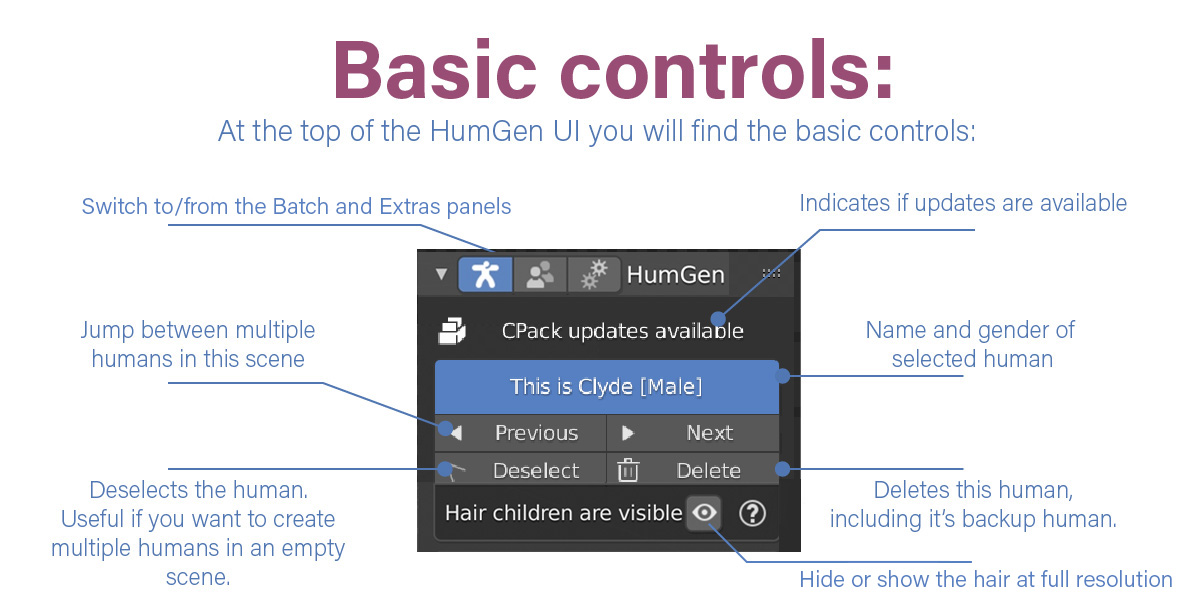 Basic controls:
At the top of the HumGen UI you will find the basic controls:
Switch to/from the Batch and Extras panels
Indicates if updates are available
HumGen
CPack updates available
Jump between multiple
humans in this scene
Name and gender of
selected human
This is Clyde [Male]
Previous
Next
Deselect
Delete
Deselects the human.
Useful if you want to create
multiple humans in an empty
scene.
Deletes this human,
including it's backup human.
Hair children are visible
?
Hide or show the hair at full resolution